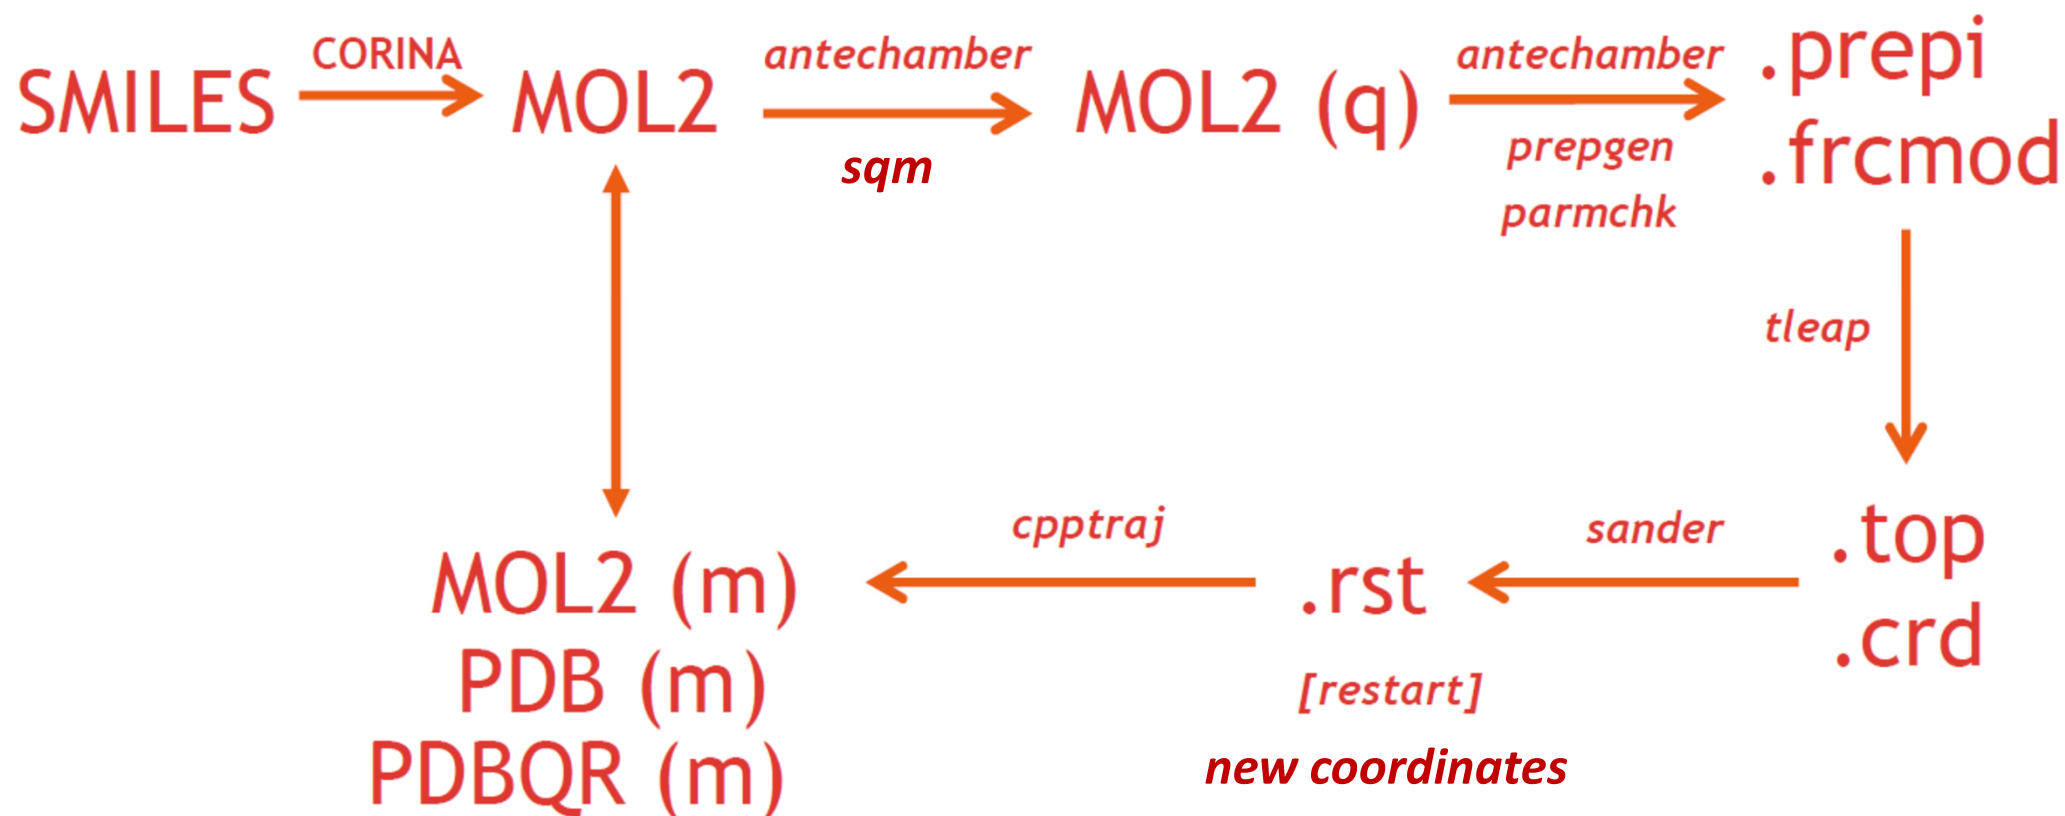 SMILES
CORINA
MOL2
antechamber
sqm
MOL2 (q)
antechamber
prepgen
parmchk
.prepi
.frcmod
tleap
.top
.crd
sander
.rst
[restart]
new coordinates
cpptraj
MOL2 (m)
PDB (m)
PDBQR (m)